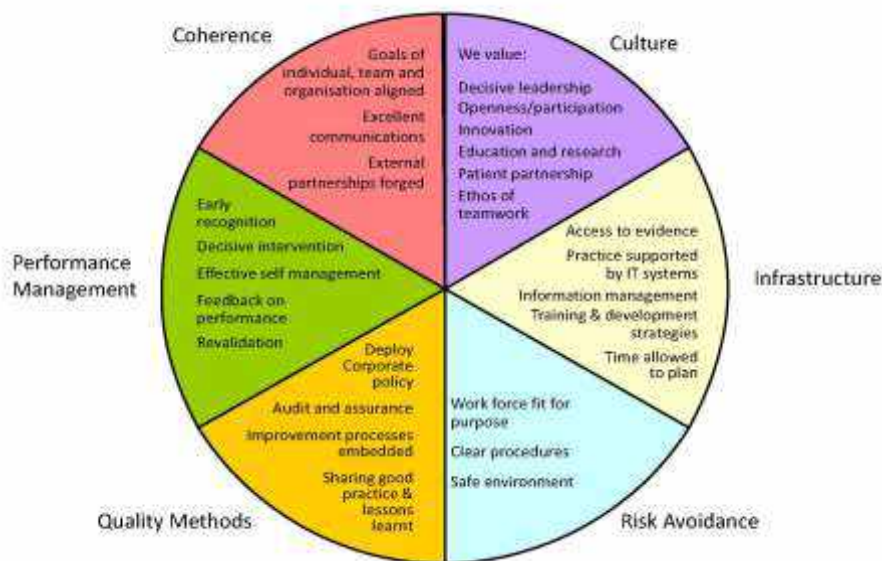 Coherence
Goals of
individual, team and
organisation aligned
Excellent
communications
External
partnerships forged
Culture
We value:
Decisive leadership
Openness/participation
Innovation
Education and research
Patient partnership
Ethos of
teamwork
Infrastructure
Access to evidence
Practice supported
by IT systems
Information management
Training & development
strategies
Time allowed
to plan
Risk Avoidance
Work force fit for
purpose
Clear procedures
Safe environment
Quality Methods
Deploy
Corporate
policy
Audit and assurance
Improvement processes
embedded
Sharing good
practice &
lessons
learnt
Performance
Management
Early
recognition
Decisive intervention
Effective self management
Feedback on
performance
Revalidation